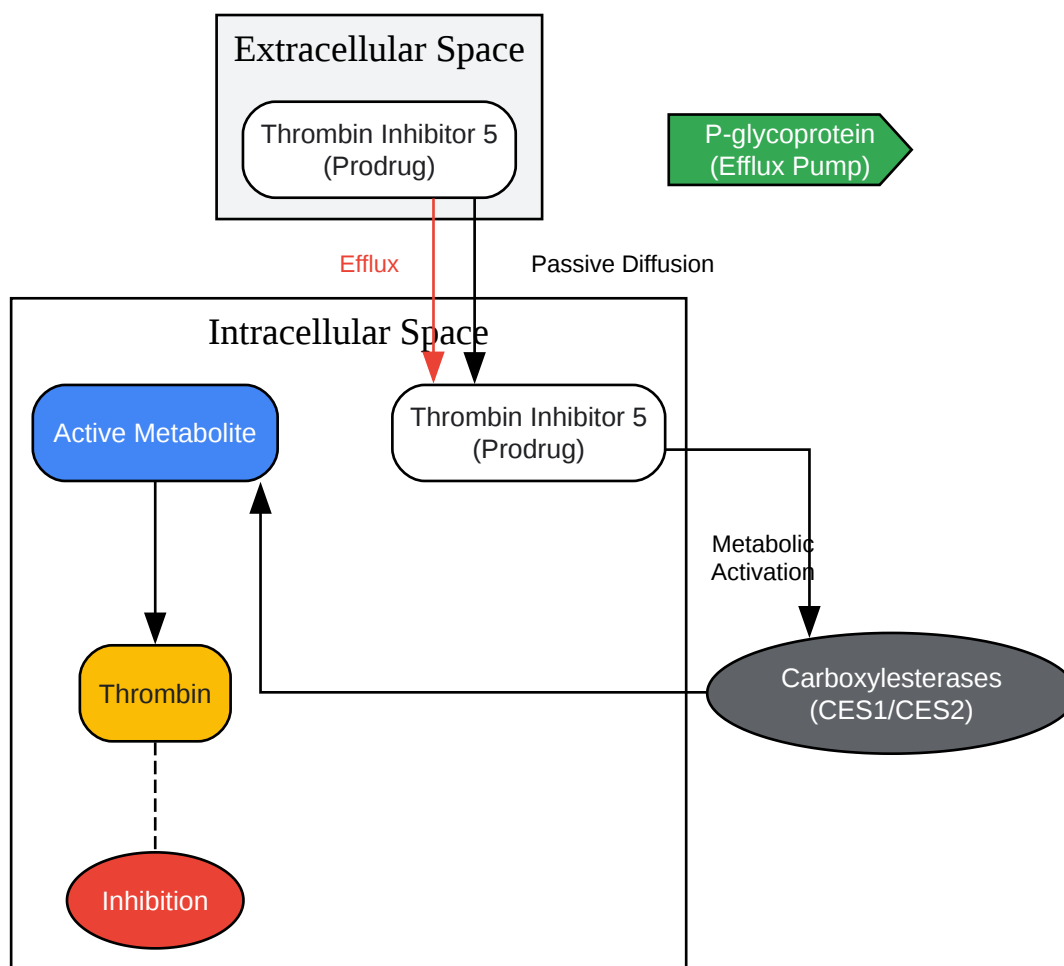 Extracellular Space
Thrombin Inhibitor 5
(Prodrug)
P-glycoprotein
(Efflux Pump)
Efflux
Passive Diffusion
Intracellular Space
Active Metabolite
Thrombin Inhibitor 5
(Prodrug)
Metabolic
Activation
Thrombin
Carboxylesterases
(CES1/CES2)
Inhibition